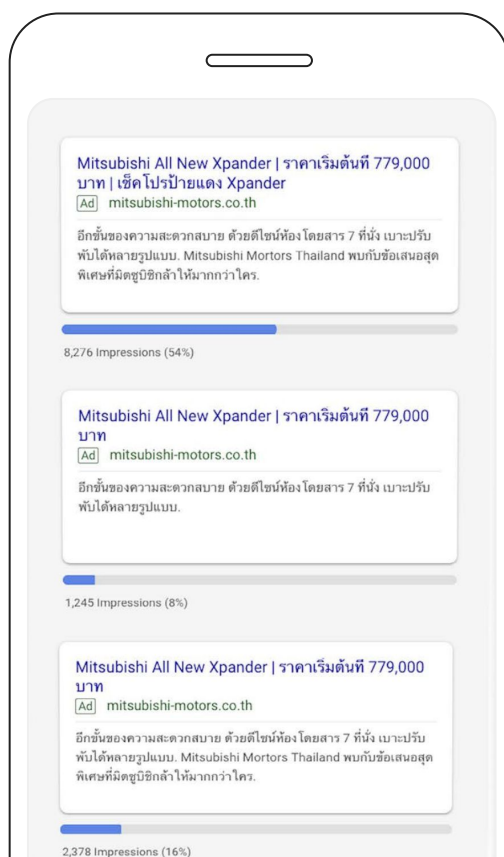 Mitsubishi All New Xpander | ราคาเริ่มต้นที่ 779,000
บาท | เช็คโปรป้ายแดง Xpander
Ad mitsubishi-motors.co.th
อีกขั้นของความสะดวกสบาย ด้วยดีไซน์ห้องโดยสาร 7 ที่นั่ง เบาะปรับ
พับได้หลายรูปแบบ. Mitsubishi Mortors Thailand พบกับข้อเสนอสุด
พิเศษที่มิตซูบิชิกล้าให้มากกว่าใคร.
8,276 Impressions (54%)
Mitsubishi All New Xpander | ราคาเริ่มต้นที่ 779,000
บาท
Ad mitsubishi-motors.co.th
อีกขั้นของความสะดวกสบาย ด้วยดีไซน์ห้องโดยสาร 7 ที่นั่ง เบาะปรับ
พับได้หลายรูปแบบ.
1,245 Impressions (8%)
Mitsubishi All New Xpander | ราคาเริ่มต้นที่ 779,000
บาท
Ad mitsubishi-motors.co.th
อีกขั้นของความสะดวกสบาย ด้วยดีไซน์ห้องโดยสาร 7 ที่นั่ง เบาะปรับ
พับได้หลายรูปแบบ. Mitsubishi Mortors Thailand พบกับข้อเสนอสุด
พิเศษที่มิตซูบิชิกล้าให้มากกว่าใคร.
2,378 Impressions (16%)